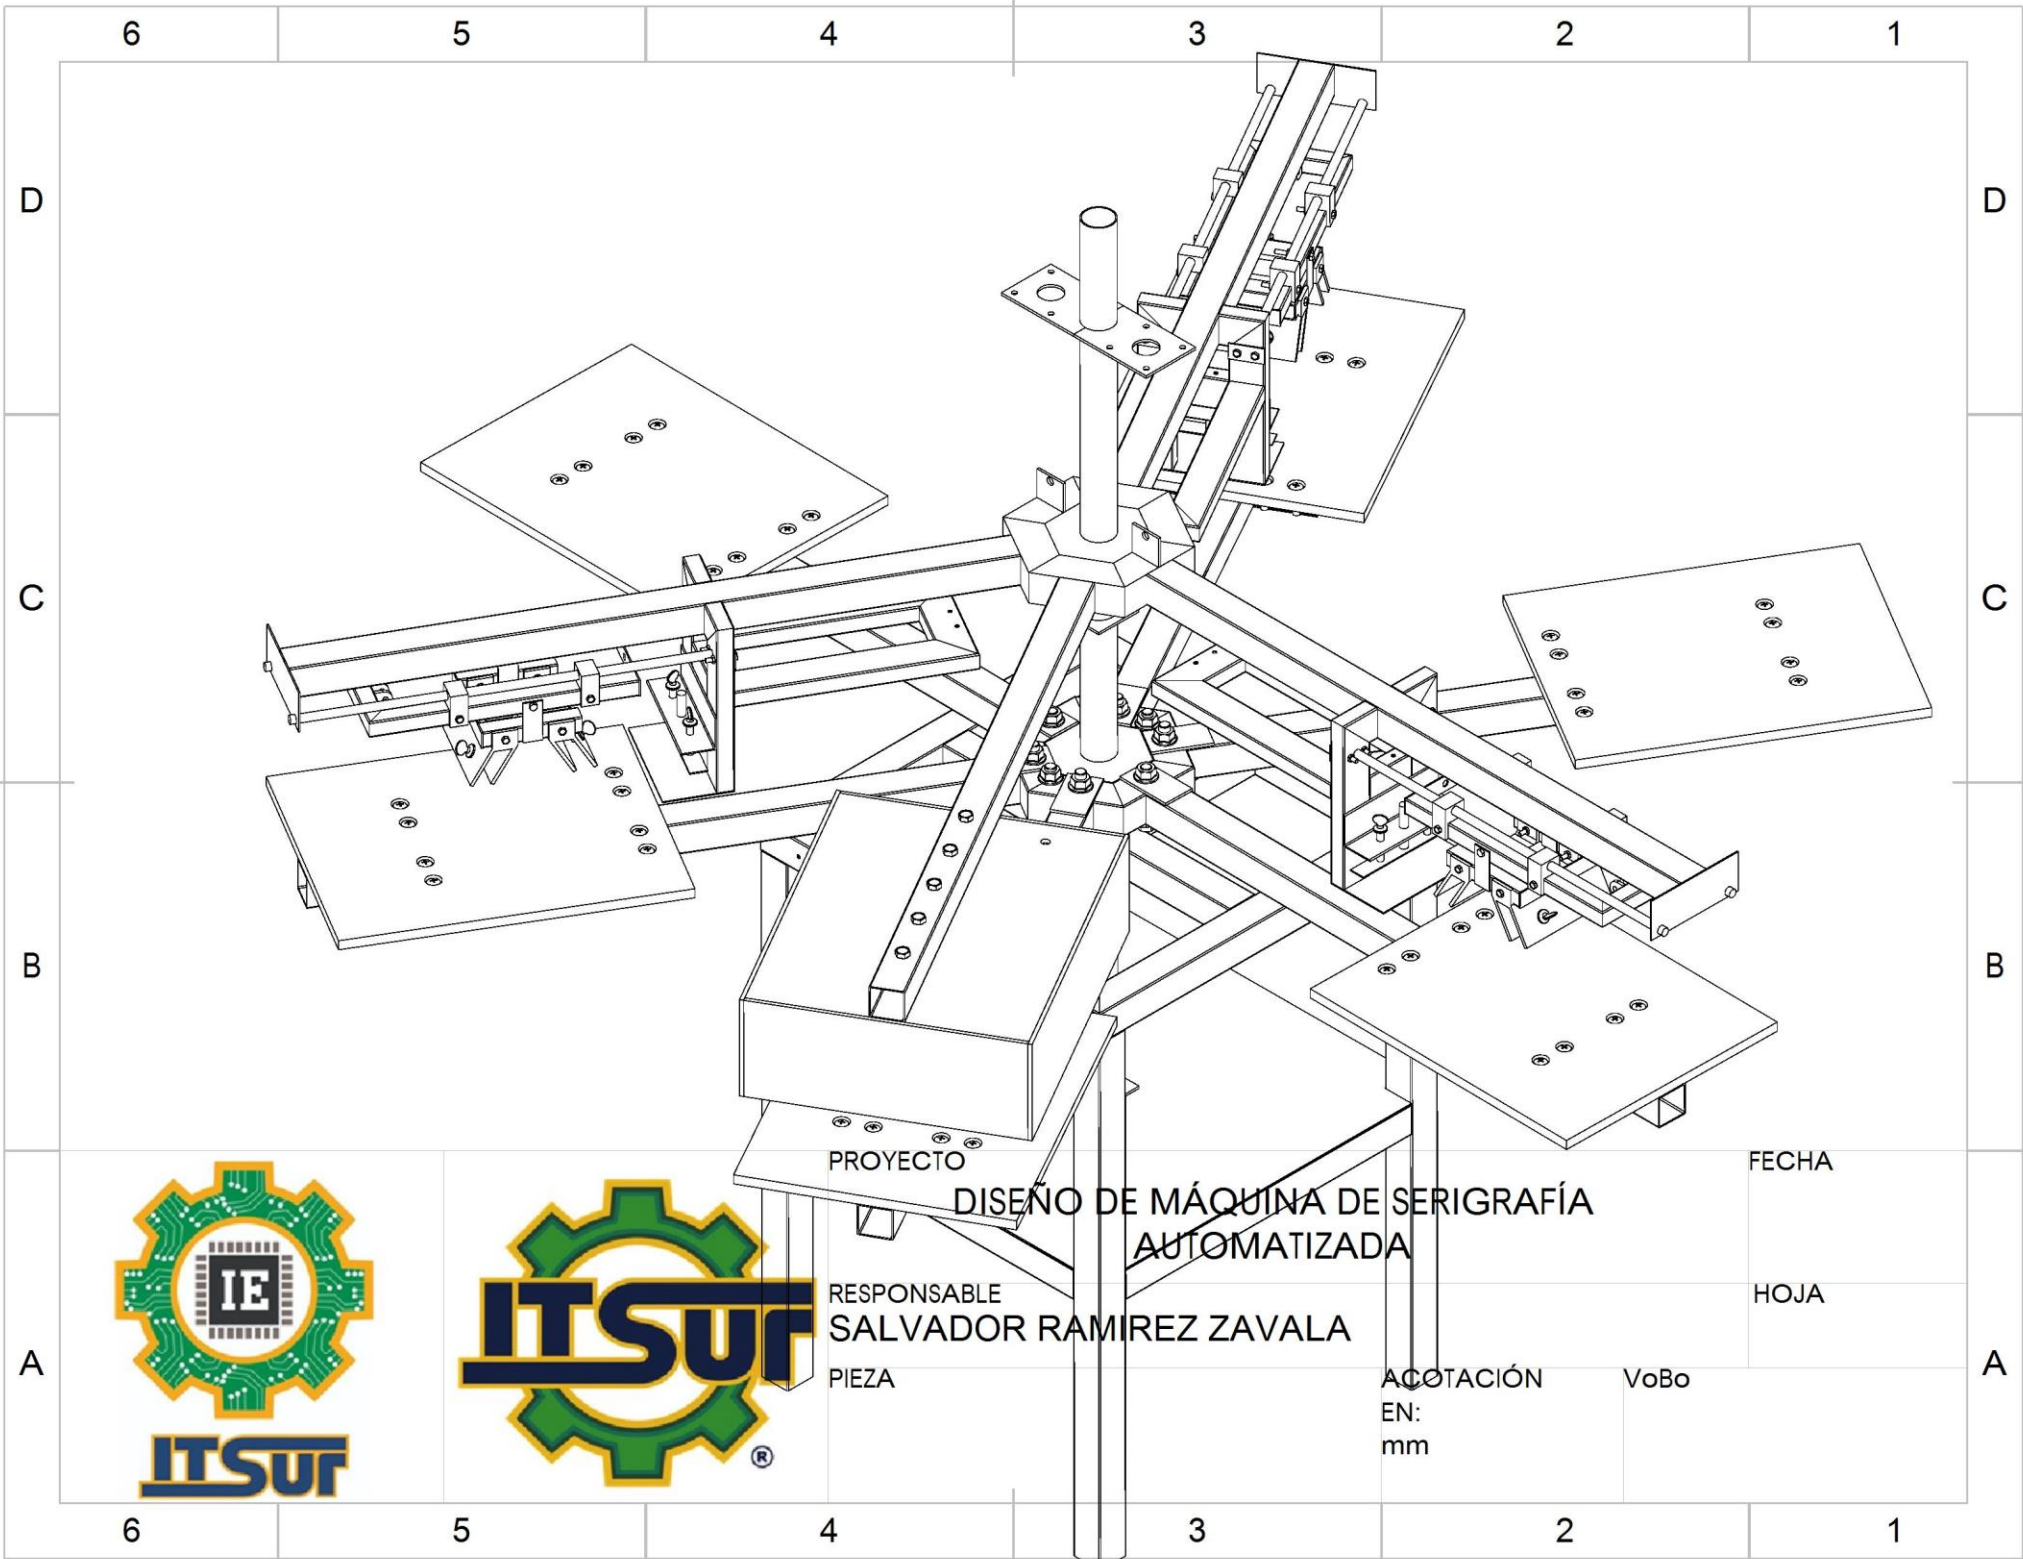 6 5 4 3 2 1
D D
C C
B B
PROYECTO FECHA
DISEÑO DE MÁQUINA DE SERIGRAFÍA
AUTOMATIZADA
IE
ITSur
ITSur
®
RESPONSABLE HOJA
SALVADOR RAMIREZ ZAVALA
A A
PIEZA ACOTACIÓN VoBo
EN:
mm
6 5 4 3 2 1